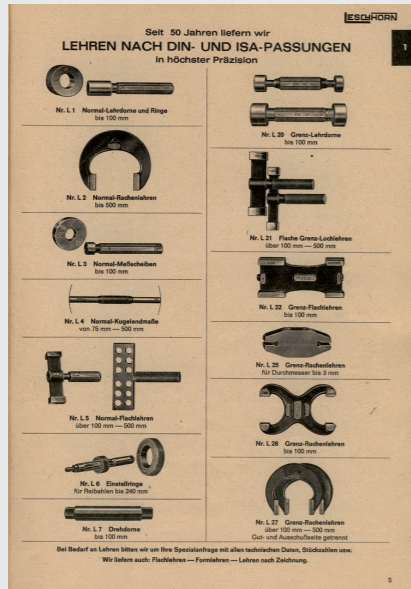 LESCHHORN
1
Seit 50 Jahren liefern wir
LEHREN NACH DIN- UND ISA-PASSUNGEN
in höchster Präzision
Nr. L 1 Normal-Lehrdorne und Ringe
bis 100 mm
Nr. L 2 Normal-Rachenlehren
bis 500 mm
Nr. L 3 Normal-Meßscheiben
bis 100 mm
Nr. L 4 Normal-Kugelendmaße
von 75 mm — 500 mm
Nr. L 5 Normal-Flachlehren
über 100 mm — 500 mm
Nr. L 6 Einstellringe
für Reibahlen bis 240 mm
Nr. L 7 Drehdorne
bis 100 mm
Nr. L 20 Grenz-Lehrdorne
bis 100 mm
Nr. L 21 Flache Grenz-Lochlehren
über 100 mm — 500 mm
Nr. L 22 Grenz-Flachlehren
bis 100 mm
Nr. L 25 Grenz-Rachenlehren
für Durchmesser bis 3 mm
Nr. L 26 Grenz-Rachenlehren
bis 100 mm
Nr. L 27 Grenz-Rachenlehren
über 100 mm — 500 mm
Gut- und Ausschußseite getrennt
Bei Bedarf an Lehren bitten wir um Ihre Spezialanfrage mit allen technischen Daten, Stückzahlen usw.
Wir liefern auch: Flachlehren — Formlehren — Lehren nach Zeichnung.
5